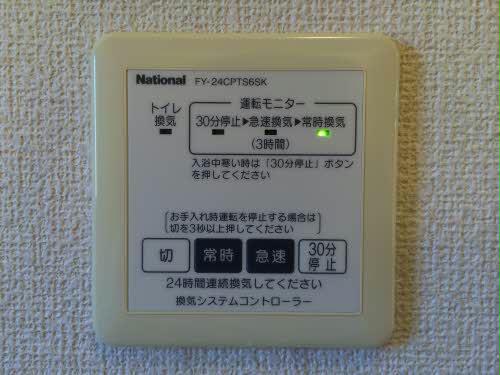 National FY-24CPTS6SK
運転モニター
トイレ
換気
30分停止▶急速換気▶常時換気
(3時間)
入浴中寒い時は「30分停止」ボタン
を押してください
お手入れ時運転を停止する場合は
切を3秒以上押してください
切 常時 急速 30分
停止
24時間連続換気してください
換気システムコントローラー